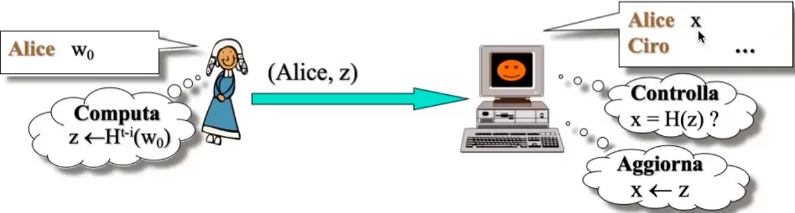 Alice w₀
Computa
z ←Hᵗ⁻ⁱ(w₀)
(Alice, z)
Alice x
Ciro ...
Controlla
x = H(z) ?
Aggiorna
x ← z